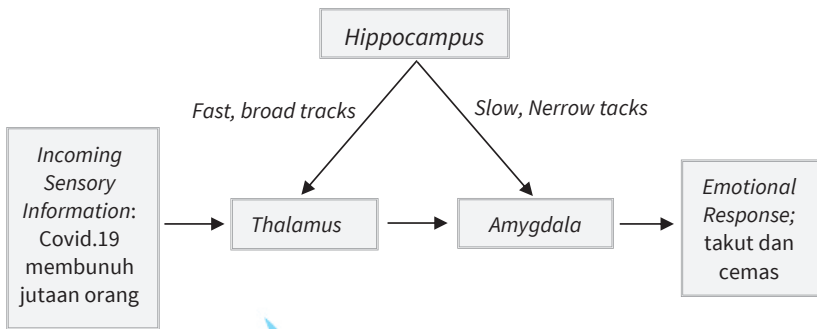 Hippocampus
Fast, broad tracks
Slow, Nerrow tacks
Incoming
Sensory
Information:
Covid.19
membunuh
jutaan orang
Thalamus
Amygdala
Emotional
Response;
takut dan
cemas